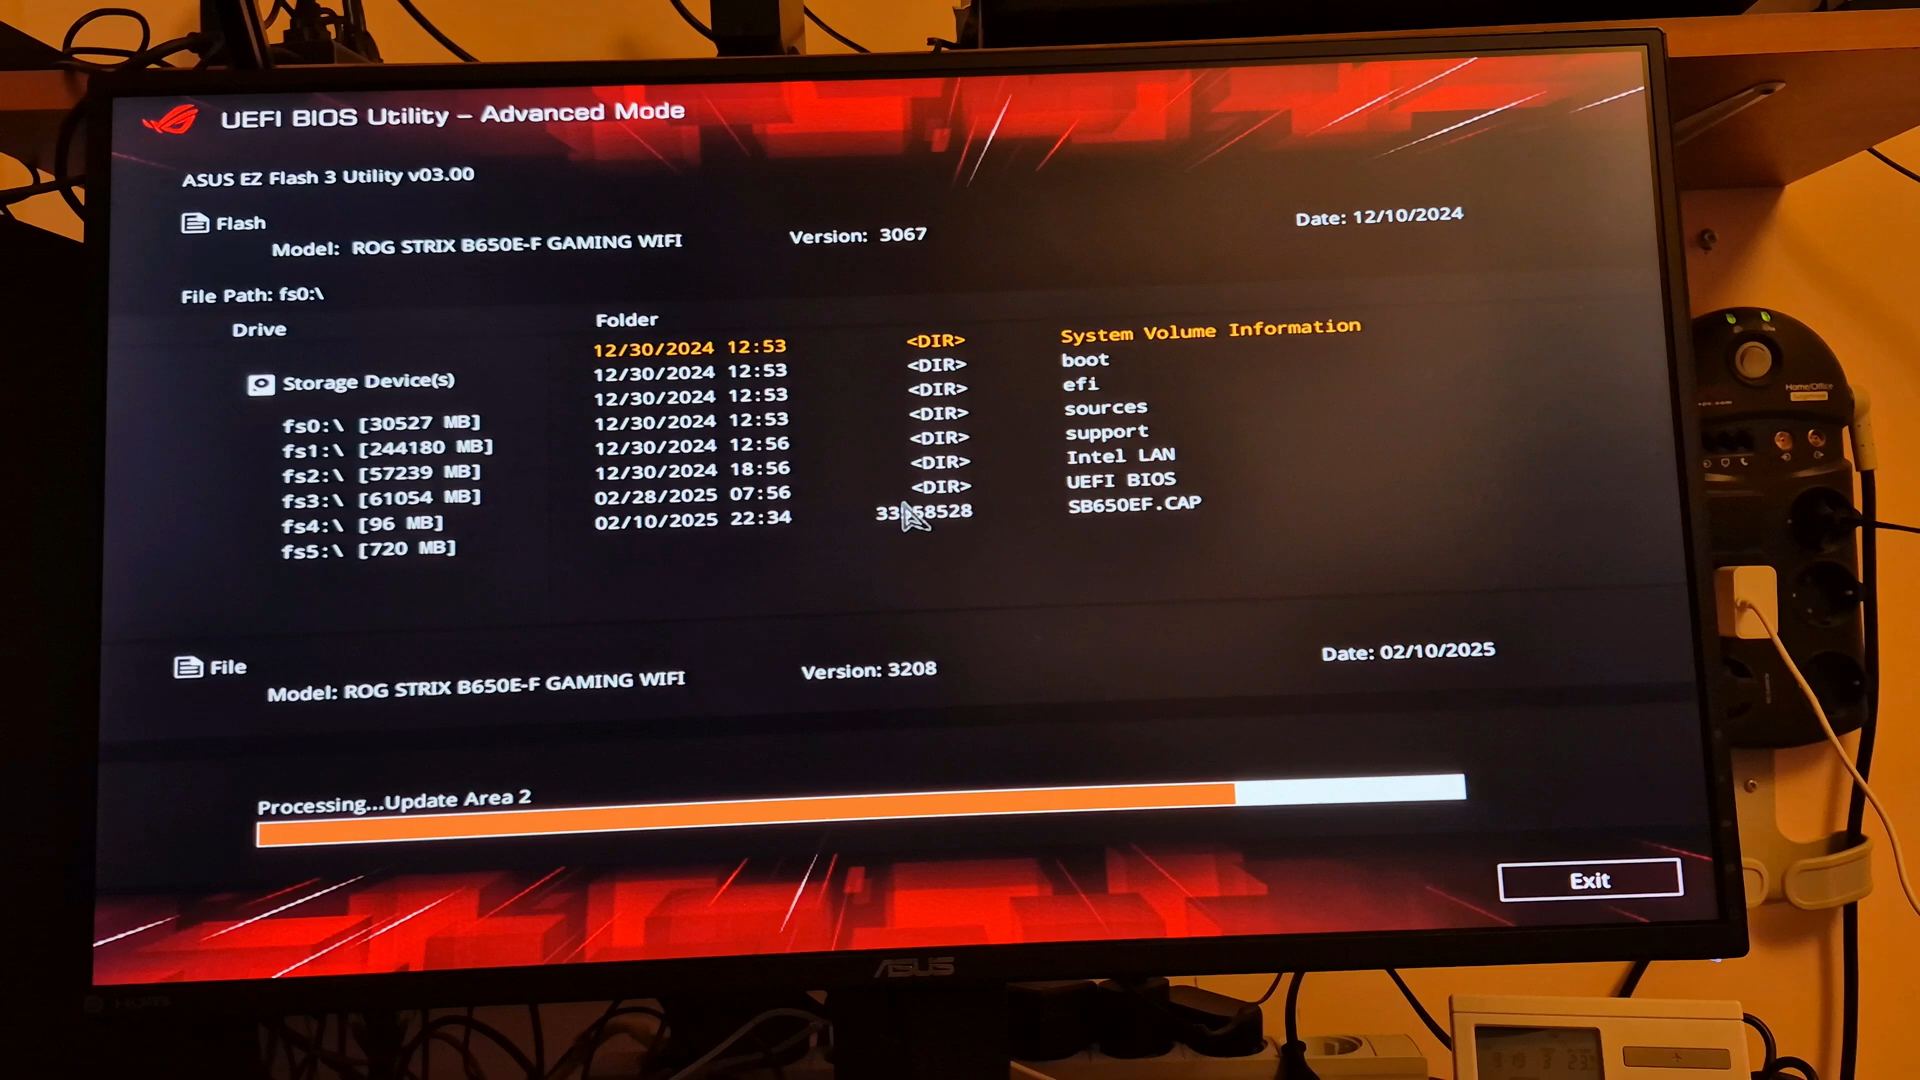 UEFI BIOS Utility – Advanced Mode
ASUS EZ Flash 3 Utility v03.00
Flash
Model: ROG STRIX B650E-F GAMING WIFI Version: 3067 Date: 12/10/2024
File Path: fs0:\
Drive Folder
12/30/2024 12:53 <DIR> System Volume Information
12/30/2024 12:53 <DIR> boot
Storage Device(s) 12/30/2024 12:53 <DIR> efi
fs0:\ [30527 MB] 12/30/2024 12:53 <DIR> sources
fs1:\ [244180 MB] 12/30/2024 12:56 <DIR> support
fs2:\ [57239 MB] 12/30/2024 18:56 <DIR> Intel LAN
fs3:\ [61054 MB] 02/28/2025 07:56 <DIR> UEFI BIOS
fs4:\ [96 MB] 02/10/2025 22:34 SB650EF.CAP
fs5:\ [720 MB]
File
Model: ROG STRIX B650E-F GAMING WIFI Version: 3208 Date: 02/10/2025
Processing...Update Area 2
Exit
ASUS
HDMI
Home/Office